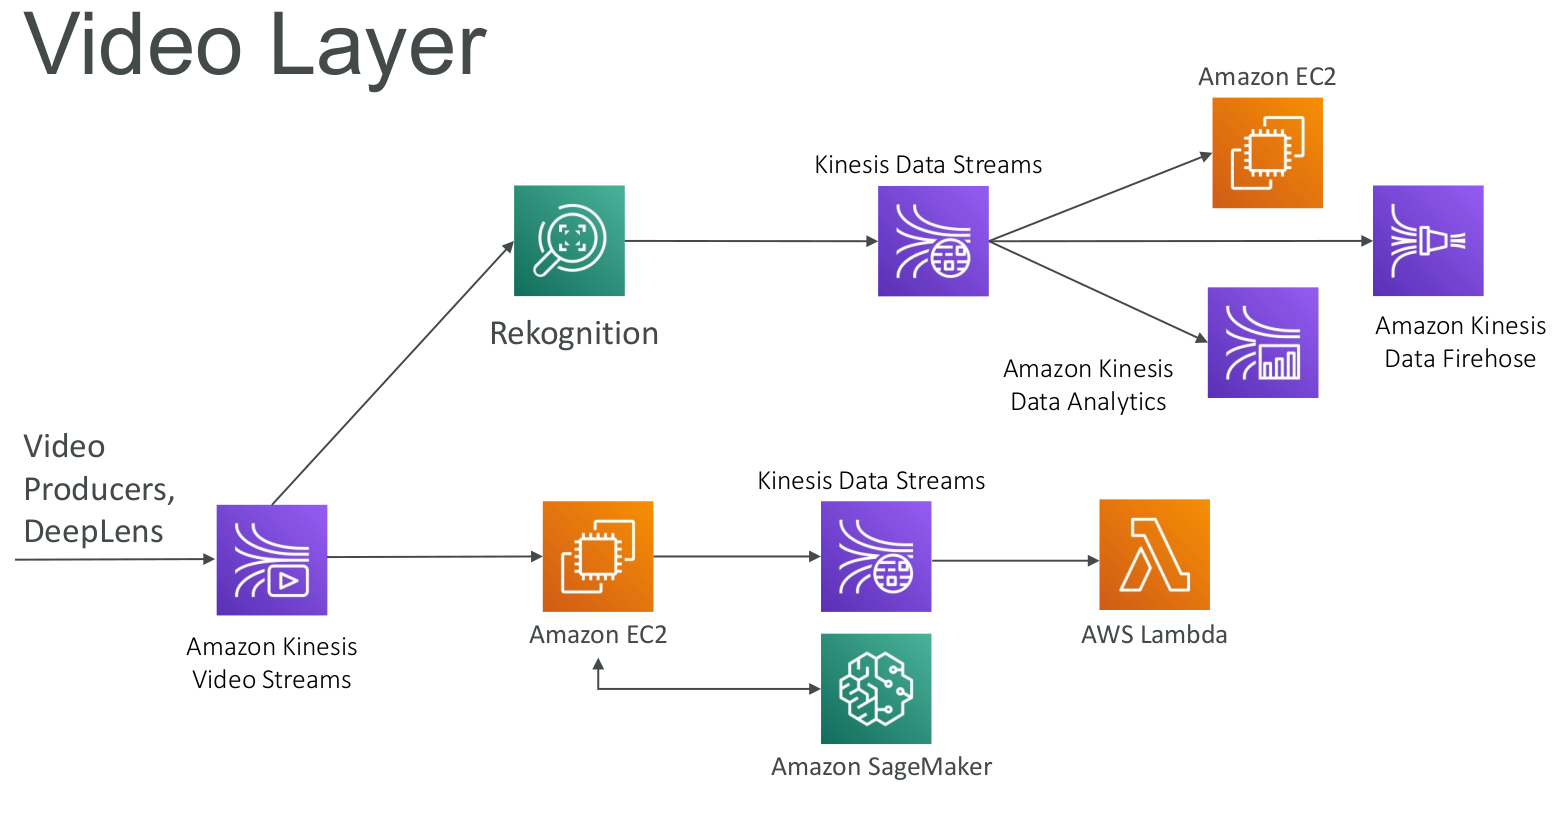 Video Layer
Amazon EC2
Kinesis Data Streams
Rekognition
Amazon Kinesis
Data Firehose
Amazon Kinesis
Data Analytics
Video
Producers,
DeepLens
Kinesis Data Streams
Amazon EC2
AWS Lambda
Amazon Kinesis
Video Streams
Amazon SageMaker